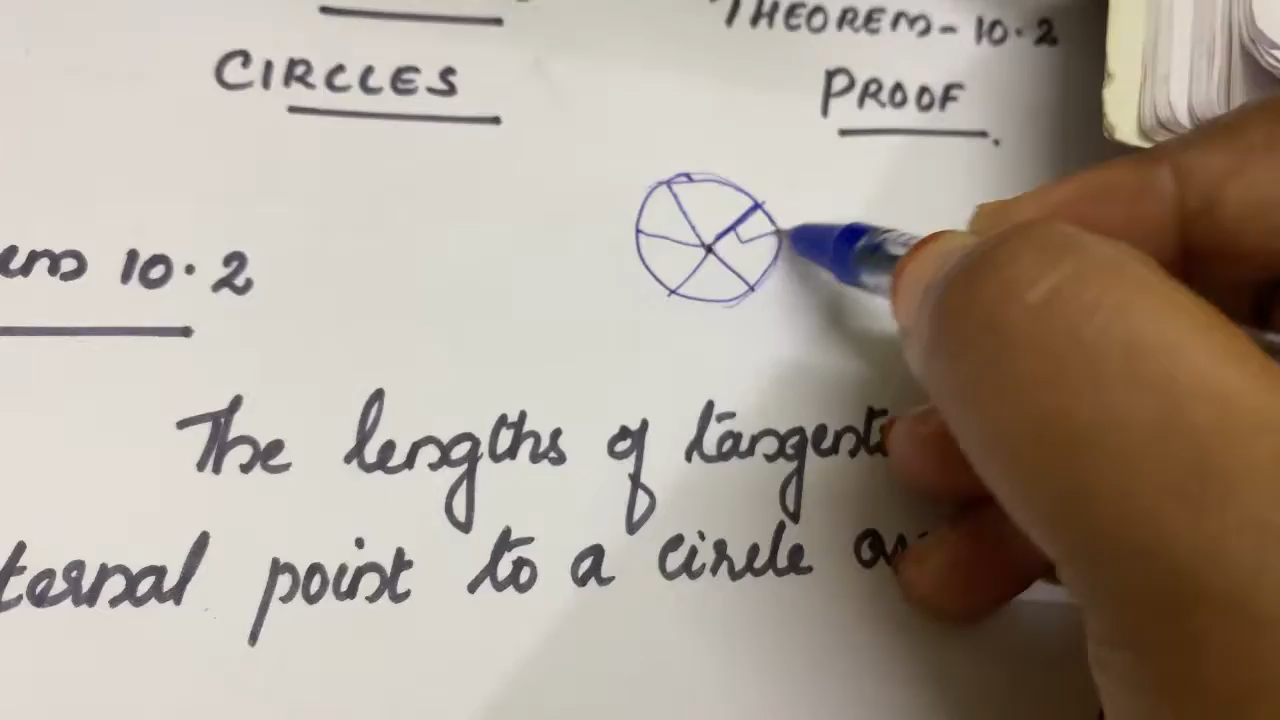 THEOREM - 10.2
CIRCLES
PROOF.
10.2
The lengths of tangents
point to a circle